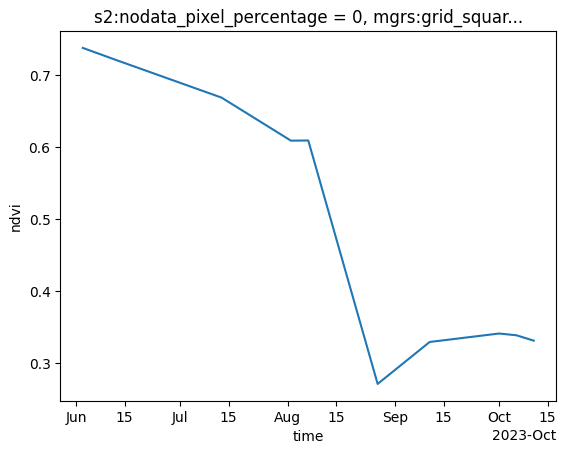 s2:nodata_pixel_percentage = 0, mgrs:grid_squar...
0.7
0.6
0.5
0.4
0.3
ndvi
Jun 15 Jul 15 Aug 15 Sep 15 Oct 15
time
2023-Oct